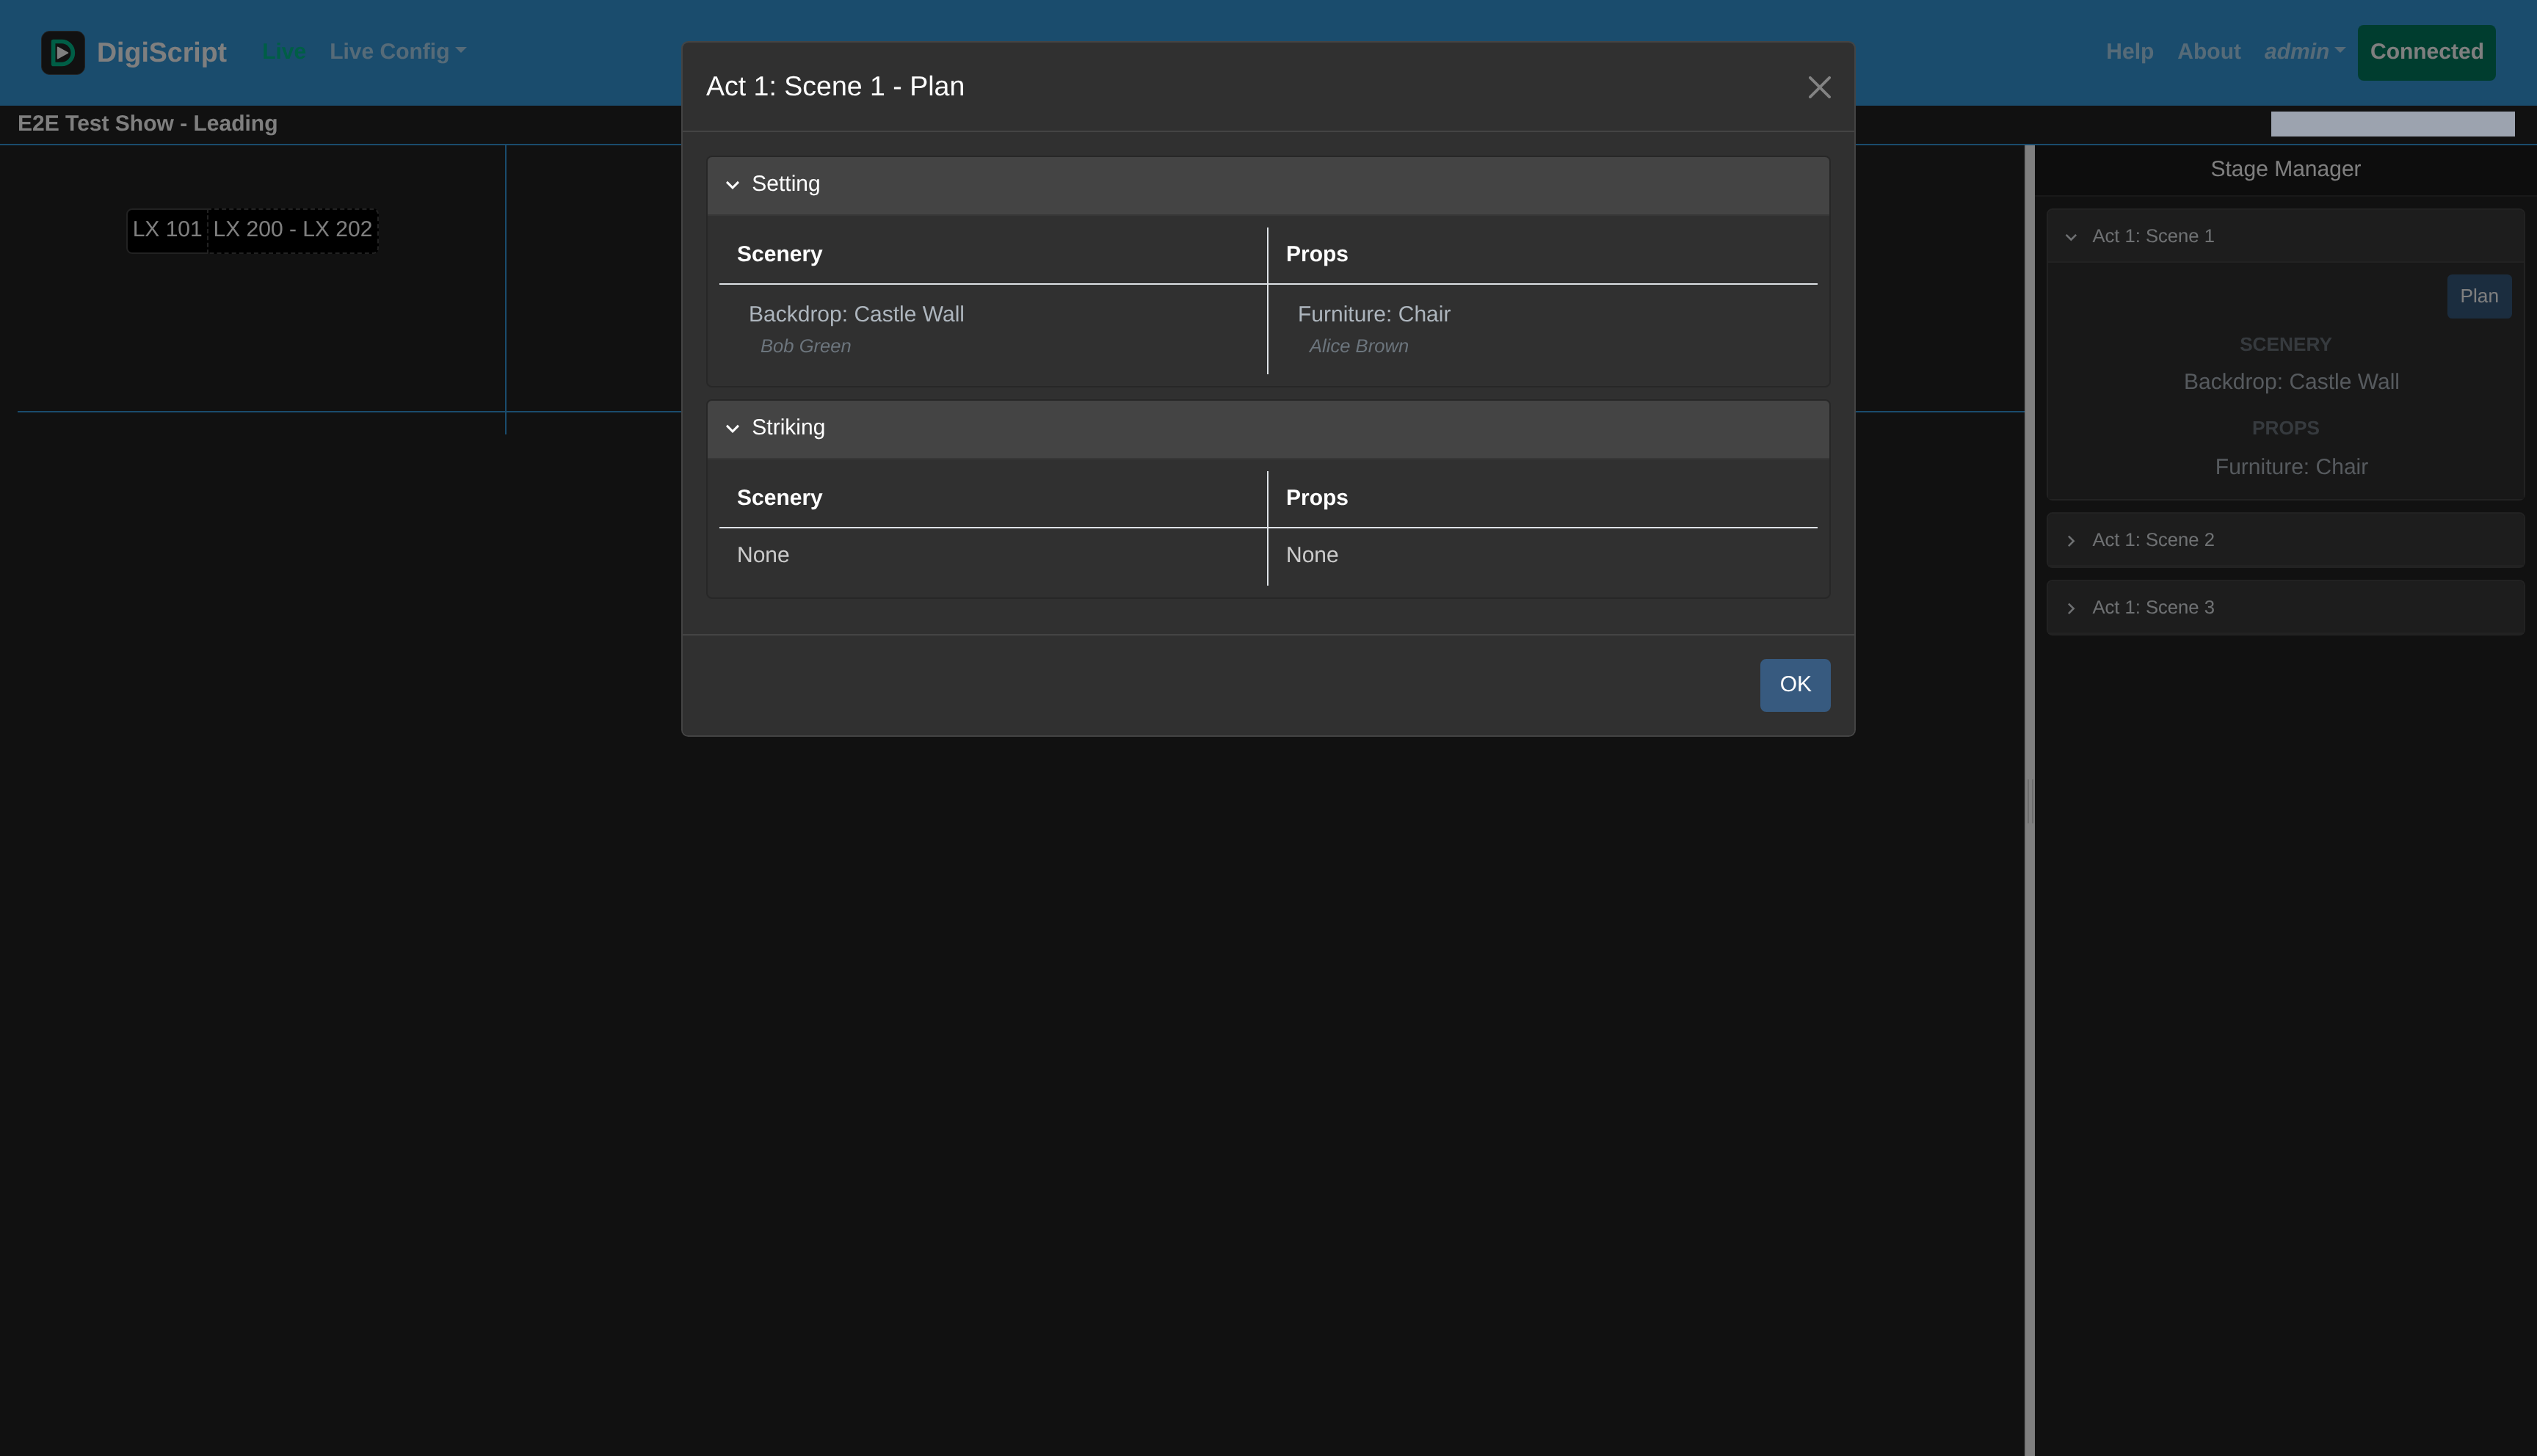 DigiScript Live Live Config Help About admin Connected
E2E Test Show - Leading
LX 101 LX 200 - LX 202
Act 1: Scene 1 - Plan
Setting
Scenery Props
Backdrop: Castle Wall Furniture: Chair
Bob Green Alice Brown
Striking
Scenery Props
None None
OK
Stage Manager
Act 1: Scene 1
Plan
SCENERY
Backdrop: Castle Wall
PROPS
Furniture: Chair
Act 1: Scene 2
Act 1: Scene 3